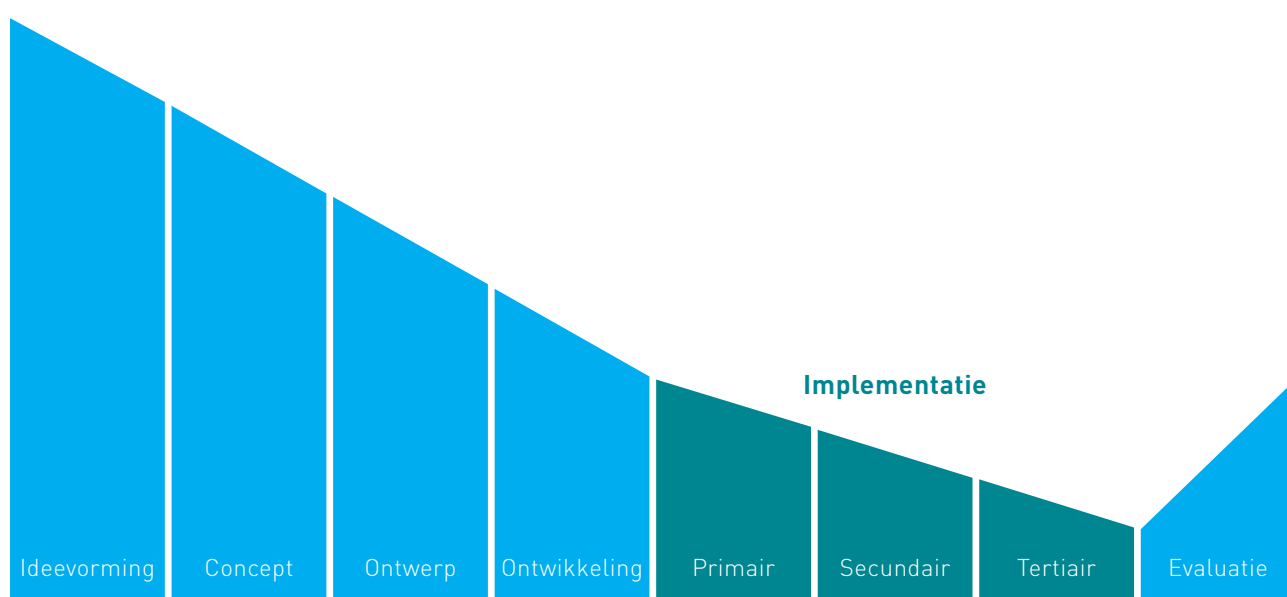 Implementatie
Ideevorming
Concept
Ontwerp
Ontwikkeling
Primair
Secundair
Tertiair
Evaluatie